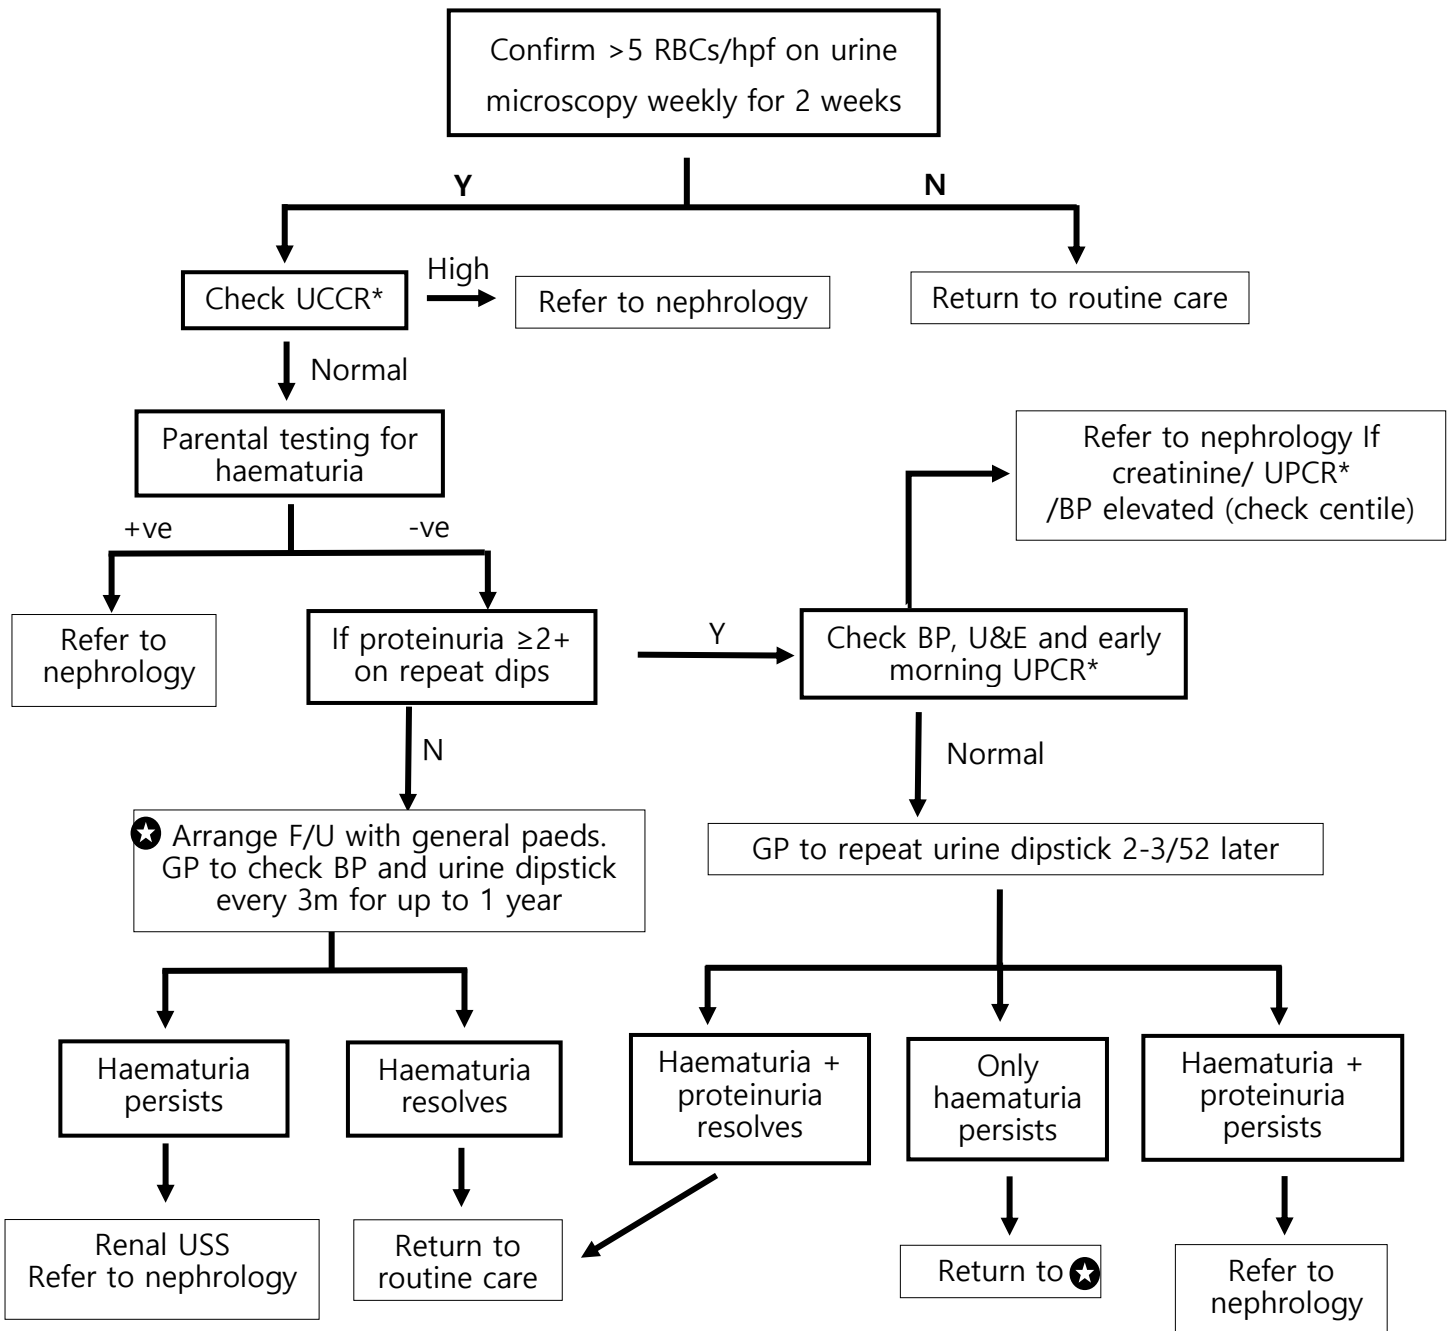 Confirm >5 RBCs/hpf on urine
microscopy weekly for 2 weeks
Y
N
Check UCCR*
High
Refer to nephrology
Return to routine care
Normal
Parental testing for
haematuria
Refer to nephrology If
creatinine/ UPCR*
/BP elevated (check centile)
+ve
-ve
Refer to
nephrology
If proteinuria ≥2+
on repeat dips
Y
Check BP, U&E and early
morning UPCR*
N
Normal
Arrange F/U with general paeds.
GP to check BP and urine dipstick
every 3m for up to 1 year
GP to repeat urine dipstick 2-3/52 later
Haematuria
persists
Haematuria
resolves
Haematuria +
proteinuria
resolves
Only
haematuria
persists
Haematuria +
proteinuria
persists
Renal USS
Refer to nephrology
Return to
routine care
Return to
Refer to
nephrology